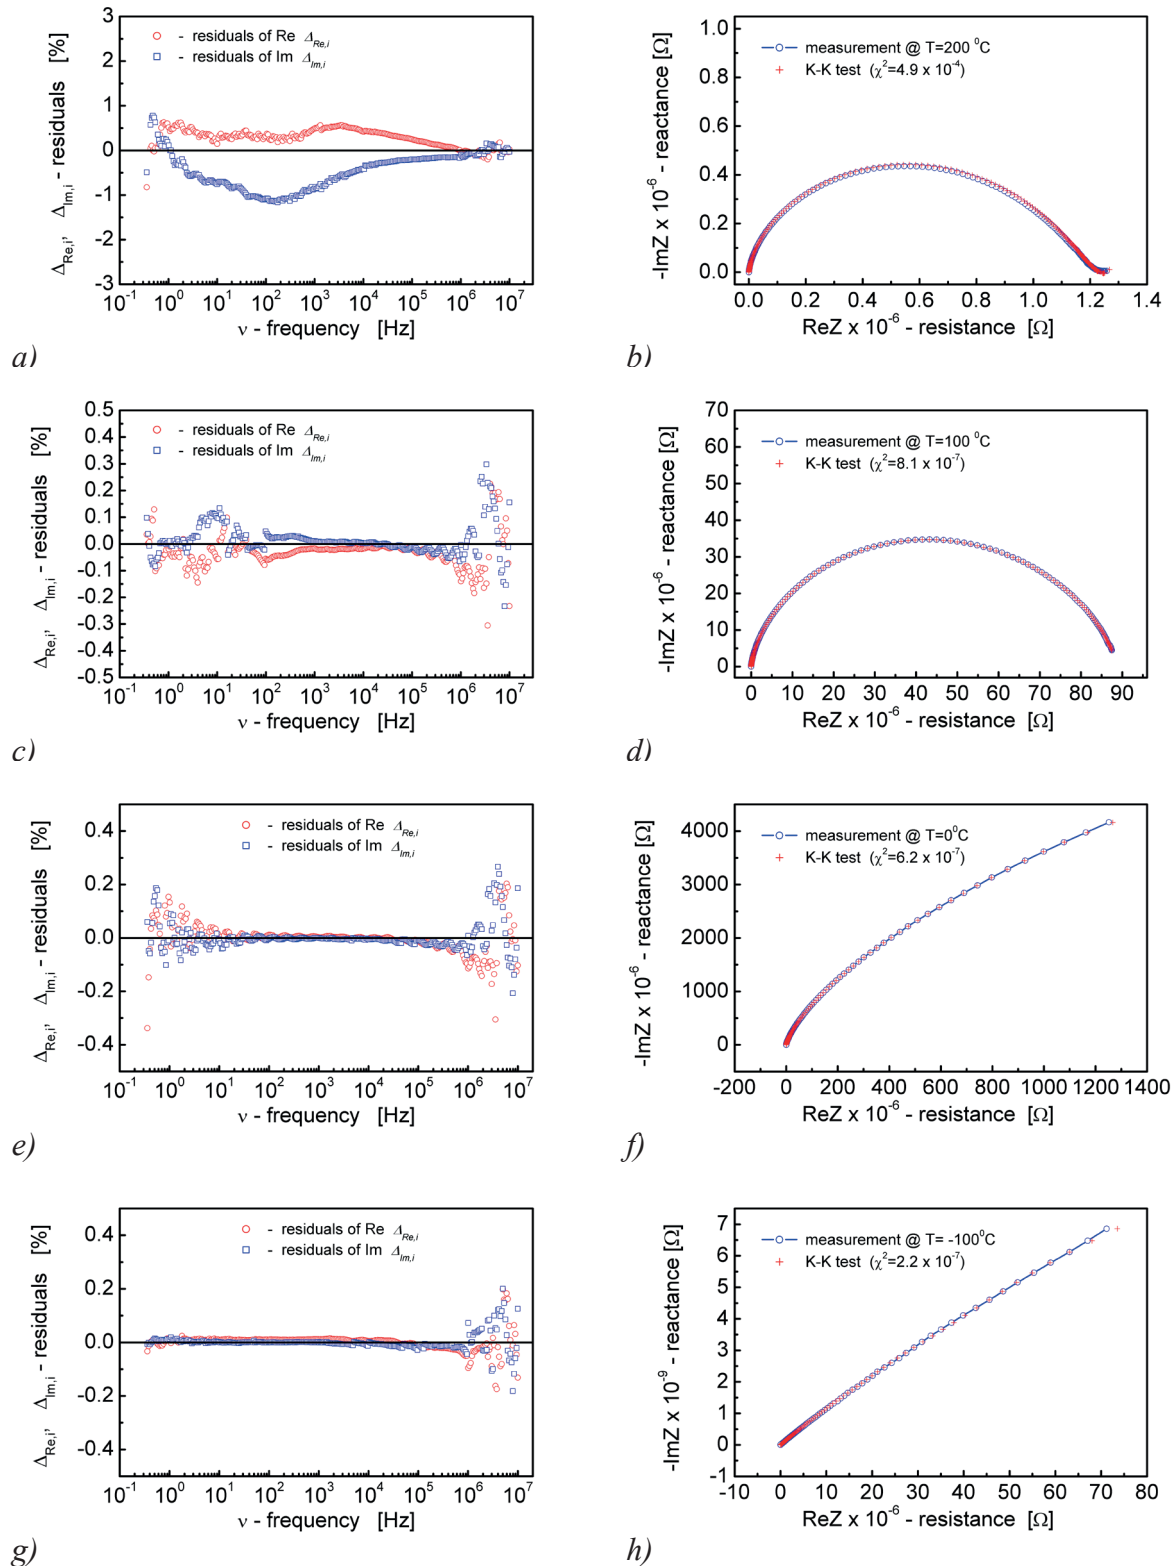 Δ_Re,i, Δ_Im,i - residuals [%]
3
2
1
0
-1
-2
-3
○ - residuals of Re Δ_Re,i
□ - residuals of Im Δ_Im,i
10^-1 10^0 10^1 10^2 10^3 10^4 10^5 10^6 10^7
ν - frequency [Hz]
a)
-ImZ x 10^-6 - reactance [Ω]
1.0
0.8
0.6
0.4
0.2
0.0
measurement @ T=200 ⁰C
+ K-K test (χ²=4.9 x 10^-4)
0.0 0.2 0.4 0.6 0.8 1.0 1.2 1.4
ReZ x 10^-6 - resistance [Ω]
b)
Δ_Re,i, Δ_Im,i - residuals [%]
0.5
0.4
0.3
0.2
0.1
0.0
-0.1
-0.2
-0.3
-0.4
-0.5
○ - residuals of Re Δ_Re,i
□ - residuals of Im Δ_Im,i
10^-1 10^0 10^1 10^2 10^3 10^4 10^5 10^6 10^7
ν - frequency [Hz]
c)
-ImZ x 10^-6 - reactance [Ω]
70
60
50
40
30
20
10
0
measurement @ T=100 ⁰C
+ K-K test (χ²=8.1 x 10^-7)
0 10 20 30 40 50 60 70 80 90
ReZ x 10^-6 - resistance [Ω]
d)
Δ_Re,i, Δ_Im,i - residuals [%]
0.4
0.2
0.0
-0.2
-0.4
○ - residuals of Re Δ_Re,i
□ - residuals of Im Δ_Im,i
10^-1 10^0 10^1 10^2 10^3 10^4 10^5 10^6 10^7
ν - frequency [Hz]
e)
-ImZ x 10^-6 - reactance [Ω]
4000
3000
2000
1000
0
measurement @ T=0⁰C
+ K-K test (χ²=6.2 x 10^-7)
-200 0 200 400 600 800 1000 1200 1400
ReZ x 10^-6 - resistance [Ω]
f)
Δ_Re,i, Δ_Im,i - residuals [%]
0.4
0.2
0.0
-0.2
-0.4
○ - residuals of Re Δ_Re,i
□ - residuals of Im Δ_Im,i
10^-1 10^0 10^1 10^2 10^3 10^4 10^5 10^6 10^7
ν - frequency [Hz]
g)
-ImZ x 10^-9 - reactance [Ω]
7
6
5
4
3
2
1
0
-1
measurement @ T= -100⁰C
+ K-K test (χ²=2.2 x 10^-7)
-10 0 10 20 30 40 50 60 70 80
ReZ x 10^-6 - resistance [Ω]
h)